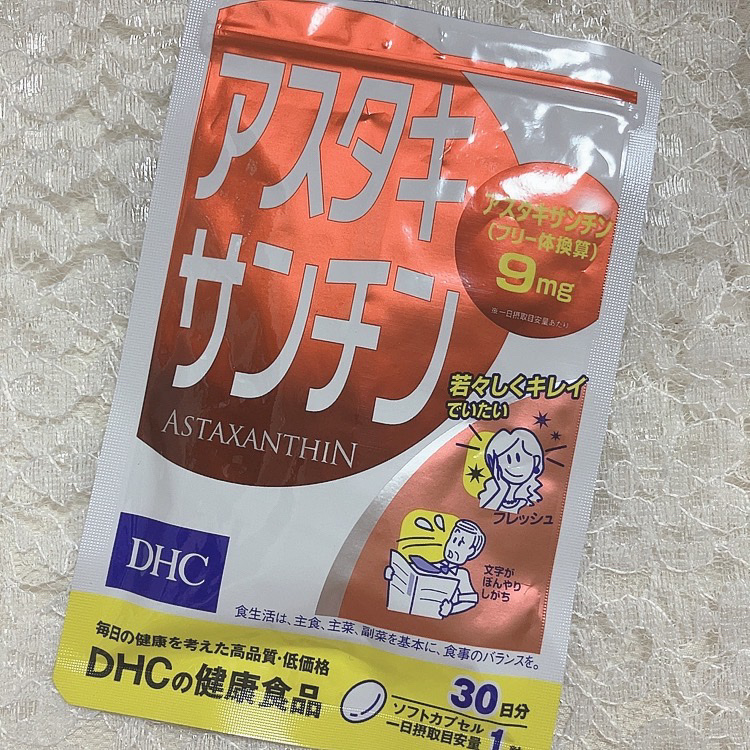 アスタキ
サンチン
ASTAXANTHIN
アスタキサンチン
(フリー体換算)
9mg
※一日摂取目安量あたり
若々しくキレイ
でいたい
フレッシュ
文字が
ぼんやり
しがち
DHC
食生活は、主食、主菜、副菜を基本に、食事のバランスを。
毎日の健康を考えた高品質・低価格
DHCの健康食品
30日分
ソフトカプセル
一日摂取目安量 1